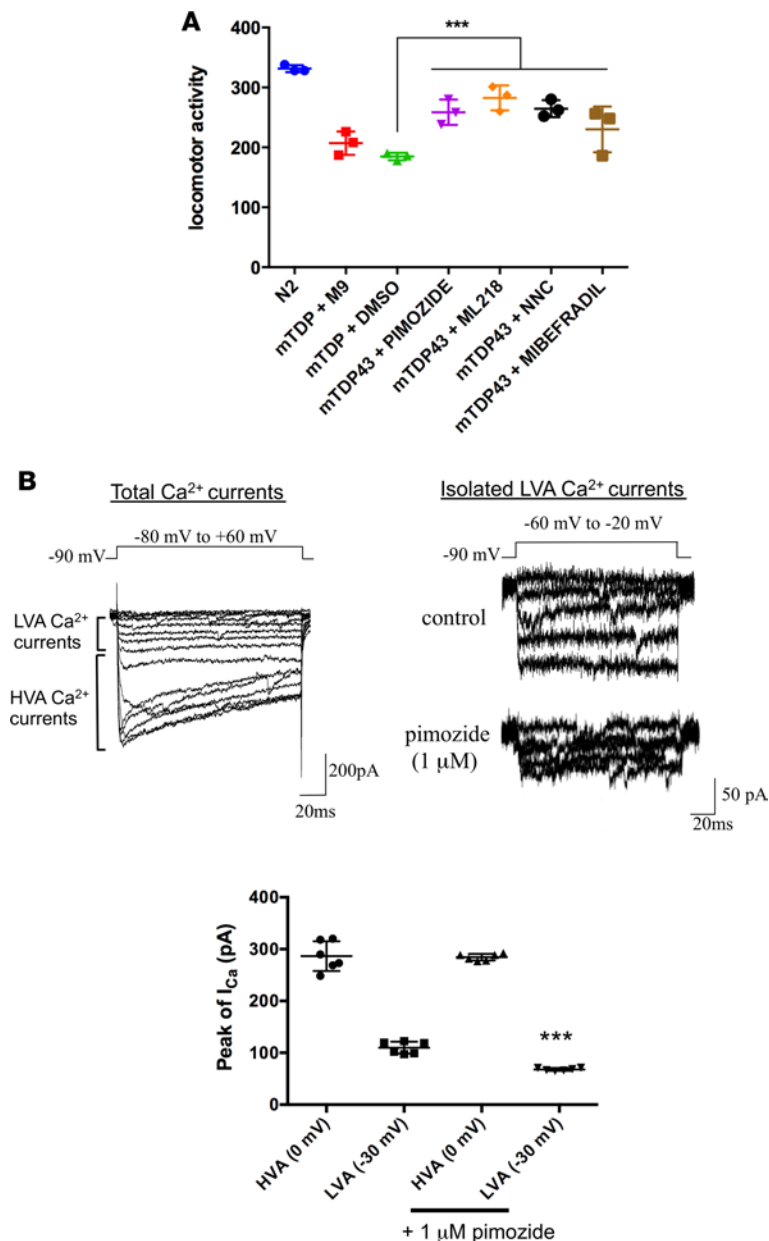 A
***
locomotor activity
400
300
200
100
0
N2
mTDP + M9
mTDP + DMSO
mTDP43 + PIMOZIDE
mTDP43 + ML218
mTDP43 + NNC
mTDP43 + MIBEFRADIL
B
Total Ca²⁺ currents
-80 mV to +60 mV
-90 mV
LVA Ca²⁺
currents
HVA Ca²⁺
currents
200pA
20ms
Isolated LVA Ca²⁺ currents
-60 mV to -20 mV
-90 mV
control
pimozide
(1 μM)
50 pA
20ms
Peak of I_Ca (pA)
400
300
200
100
0
***
HVA (0 mV)
LVA (-30 mV)
HVA (0 mV)
LVA (-30 mV)
+ 1 μM pimozide